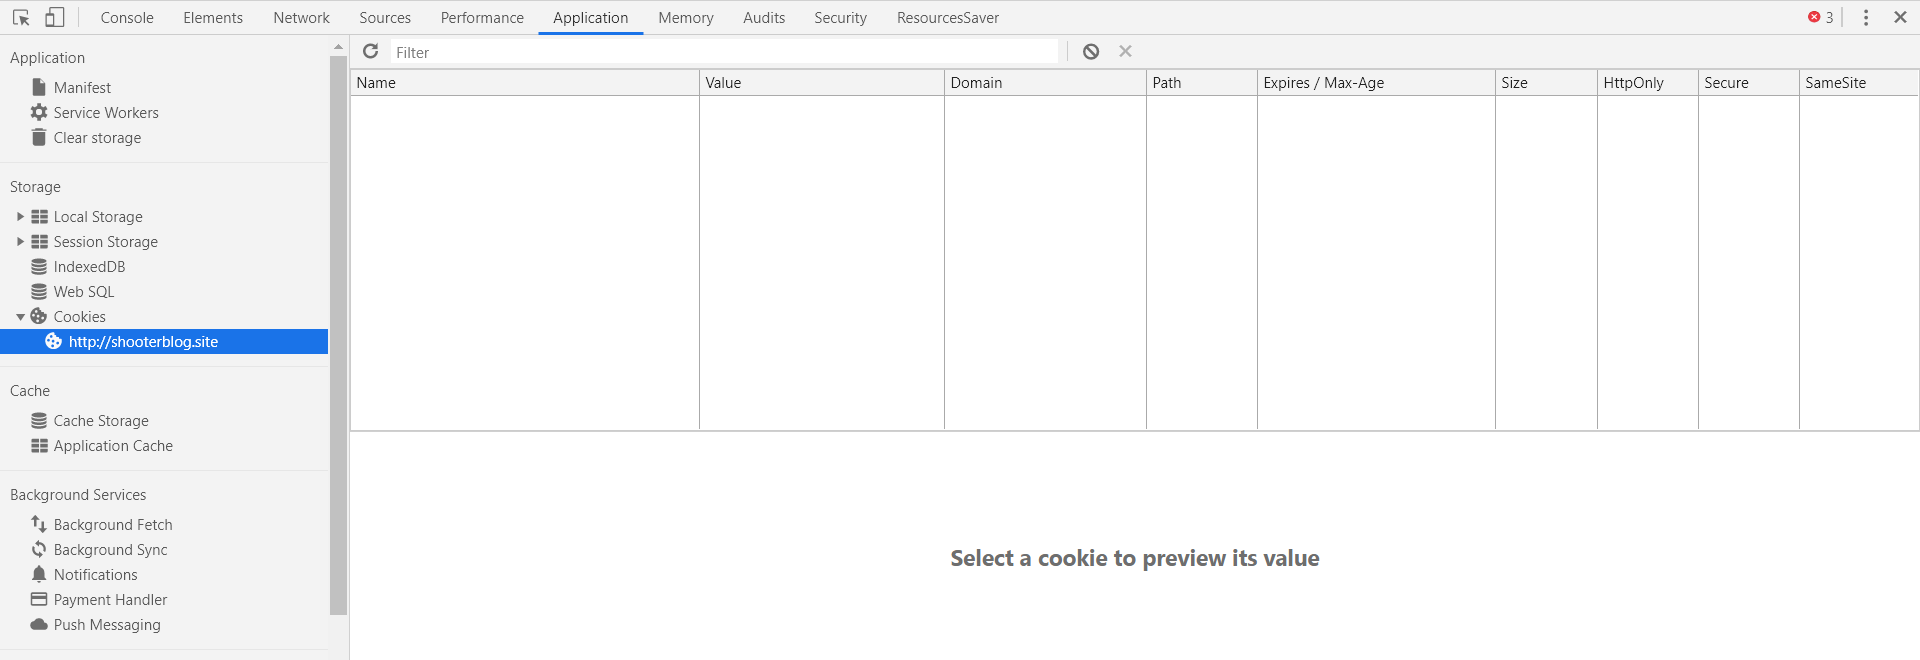 Console Elements Network Sources Performance Application Memory Audits Security ResourcesSaver 3
Application
Manifest
Service Workers
Clear storage
Storage
Local Storage
Session Storage
IndexedDB
Web SQL
Cookies
http://shooterblog.site
Cache
Cache Storage
Application Cache
Background Services
Background Fetch
Background Sync
Notifications
Payment Handler
Push Messaging
Filter
Name Value Domain Path Expires / Max-Age Size HttpOnly Secure SameSite
Select a cookie to preview its value